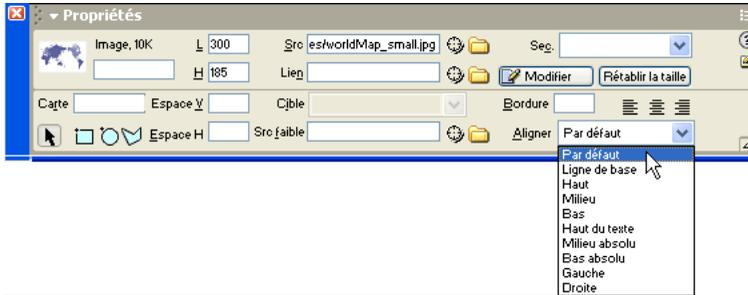 Propriétés
Image, 10K L 300 Src es/worldMap_small.jpg Sec.
H 185 Lien Modifier Rétablir la taille
Carte Espace V Cible Bordure
Espace H Src faible Aligner Par défaut
Par défaut
Ligne de base
Haut
Milieu
Bas
Haut du texte
Milieu absolu
Bas absolu
Gauche
Droite